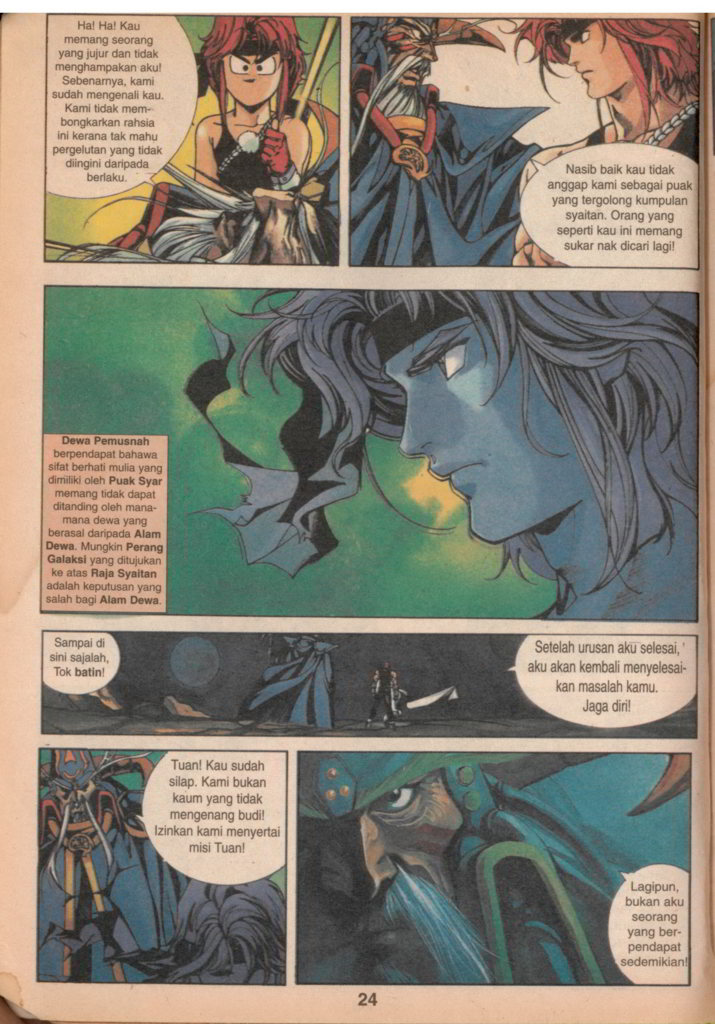 Ha! Ha! Kau
memang seorang
yang jujur dan tidak
menghampakan aku!
Sebenarnya, kami
sudah mengenali kau.
Kami tidak mem-
bongkarkan rahsia
ini kerana tak mahu
pergelutan yang tidak
diingini daripada
berlaku.
Nasib baik kau tidak
anggap kami sebagai puak
yang tergolong kumpulan
syaitan. Orang yang
seperti kau ini memang
sukar nak dicari lagi!
Dewa Pemusnah
berpendapat bahawa
sifat berhati mulia yang
dimiliki oleh Puak Syar
memang tidak dapat
ditanding oleh mana-
mana dewa yang
berasal daripada Alam
Dewa. Mungkin Perang
Galaksi yang ditujukan
ke atas Raja Syaitan
adalah keputusan yang
salah bagi Alam Dewa.
Sampai di
sini sajalah,
Tok batin!
Setelah urusan aku selesai,
aku akan kembali menyelesai-
kan masalah kamu.
Jaga diri!
Tuan! Kau sudah
silap. Kami bukan
kaum yang tidak
mengenang budi!
Izinkan kami menyertai
misi Tuan!
Lagipun,
bukan aku
seorang
yang ber-
pendapat
sedemikian!
24